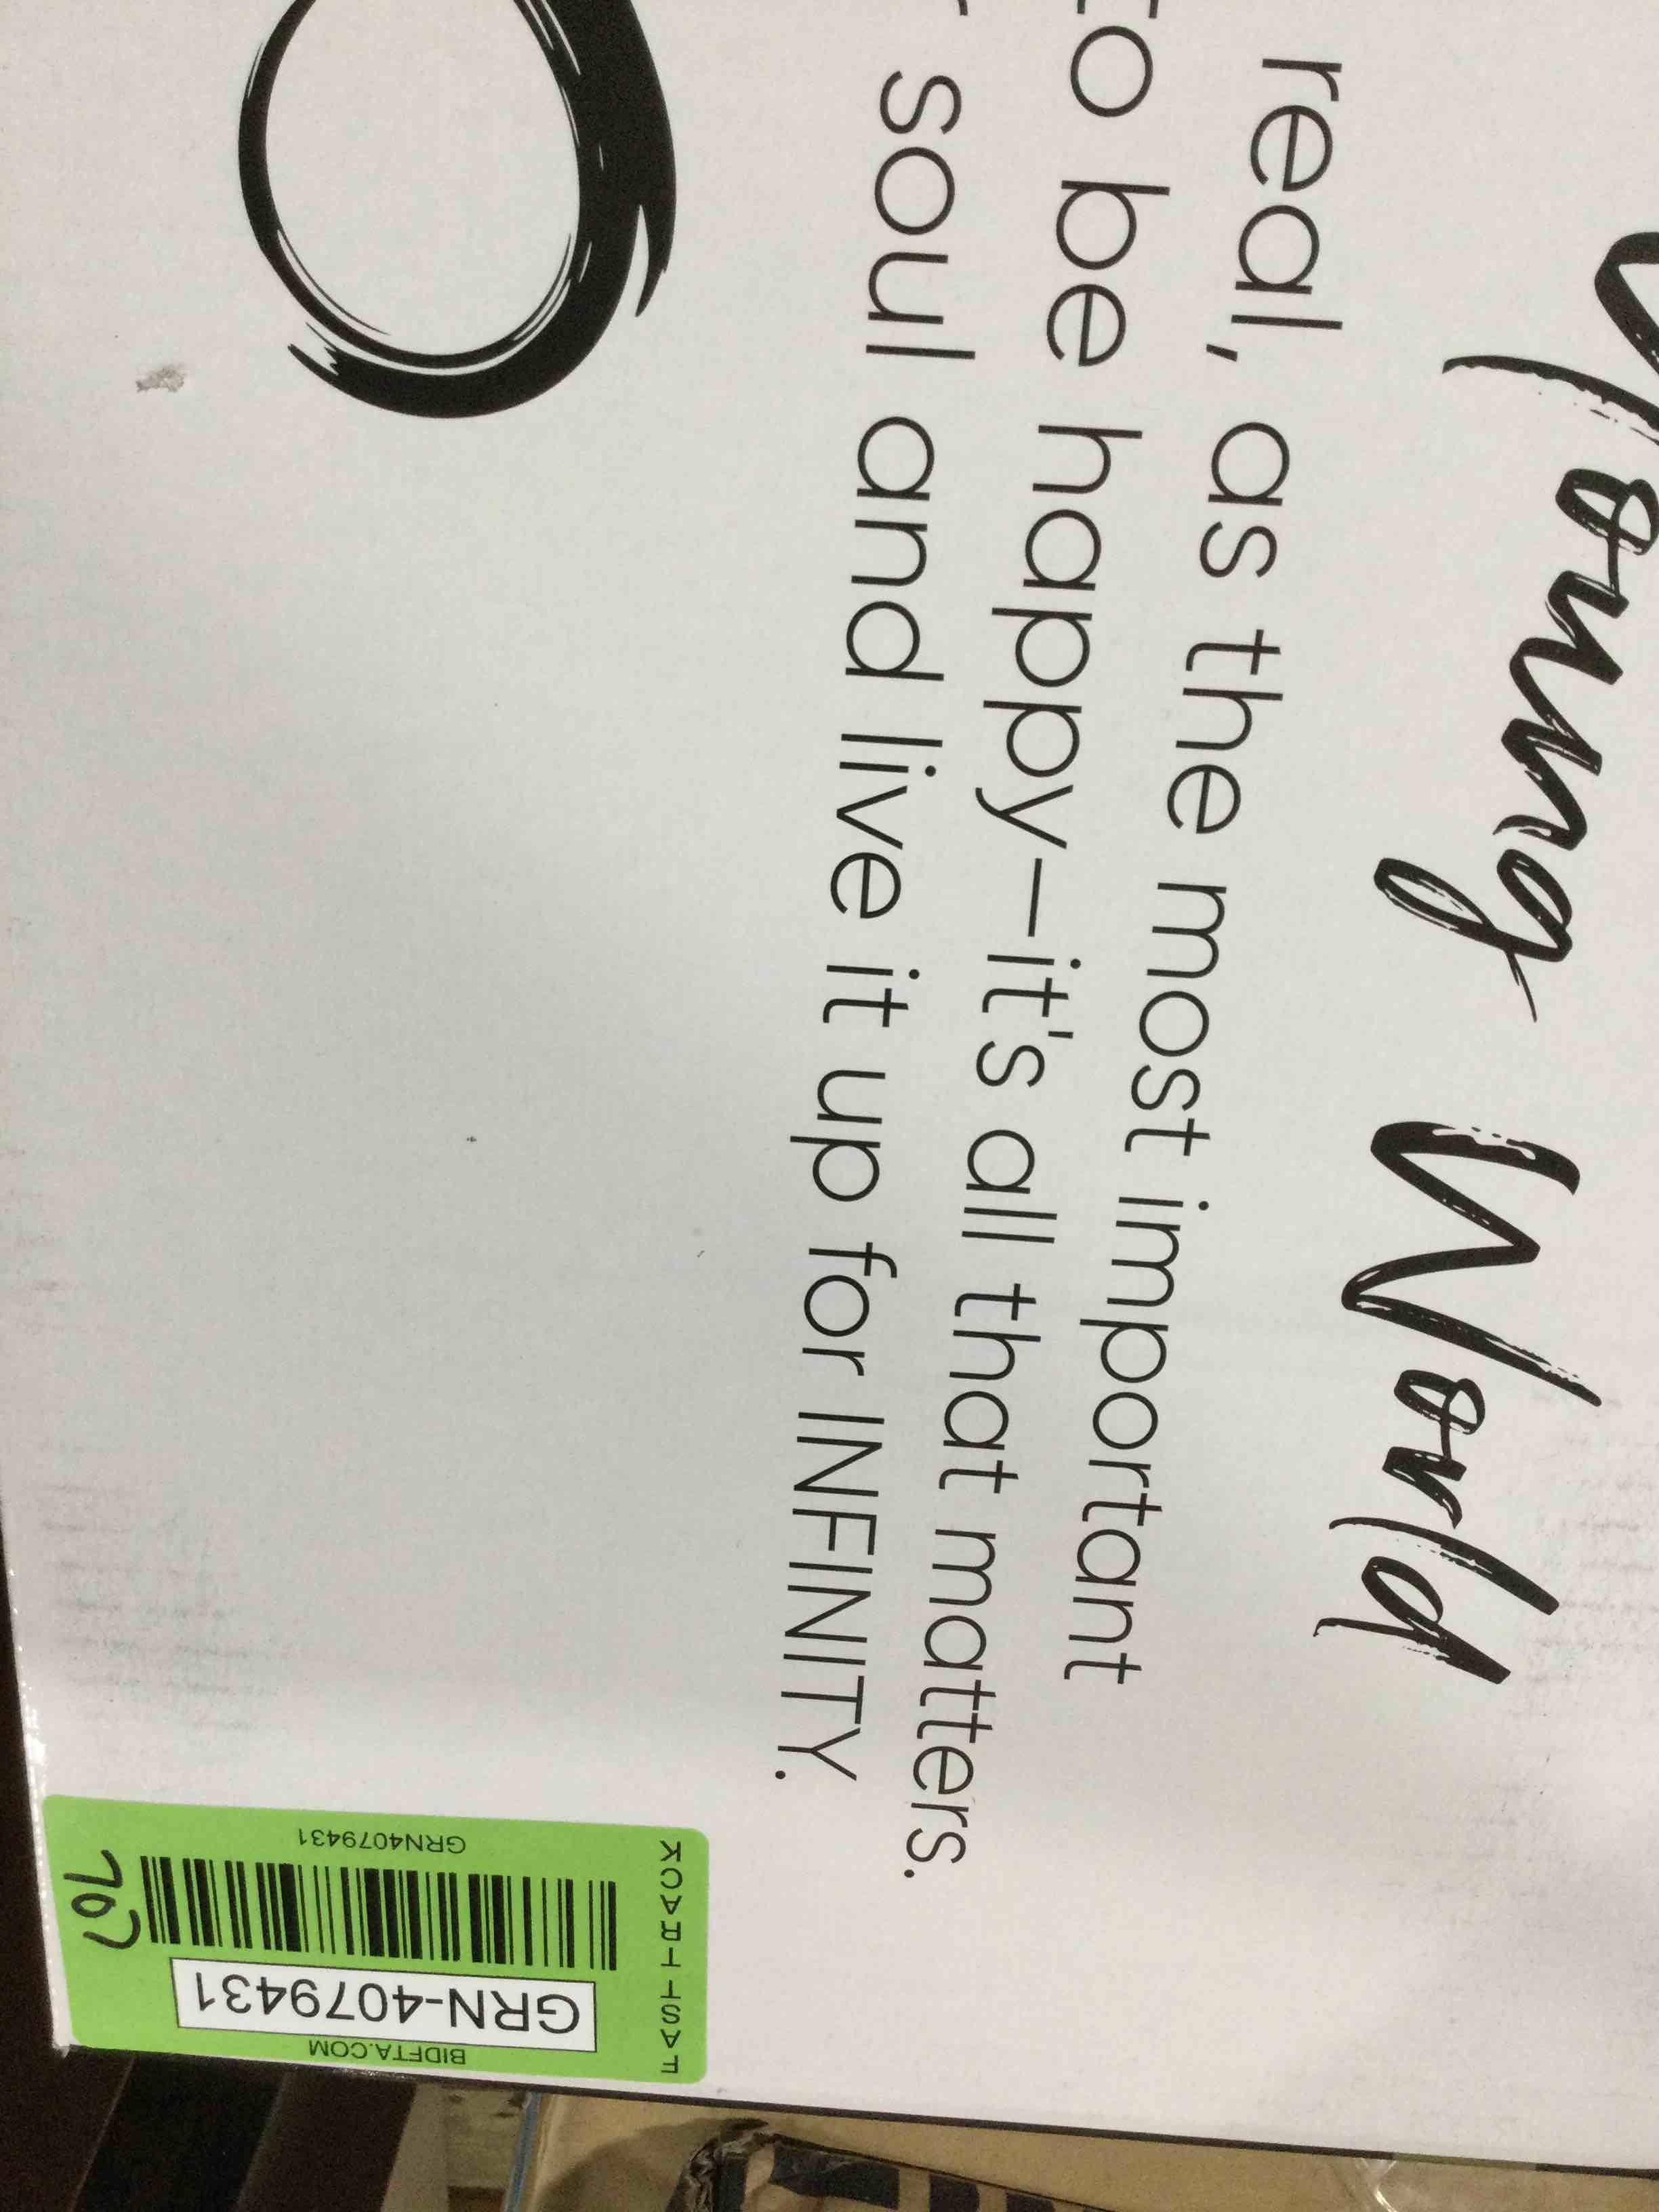 young World
real, as the most important
to be happy—it's all that matters.
soul and live it up for INFINITY.
FAST TRACK
BIDFTA.COM
GRN-4079431
GRN4079431
707